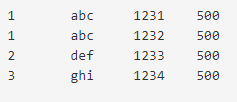 1 abc 1231 500
1 abc 1232 500
2 def 1233 500
3 ghi 1234 500